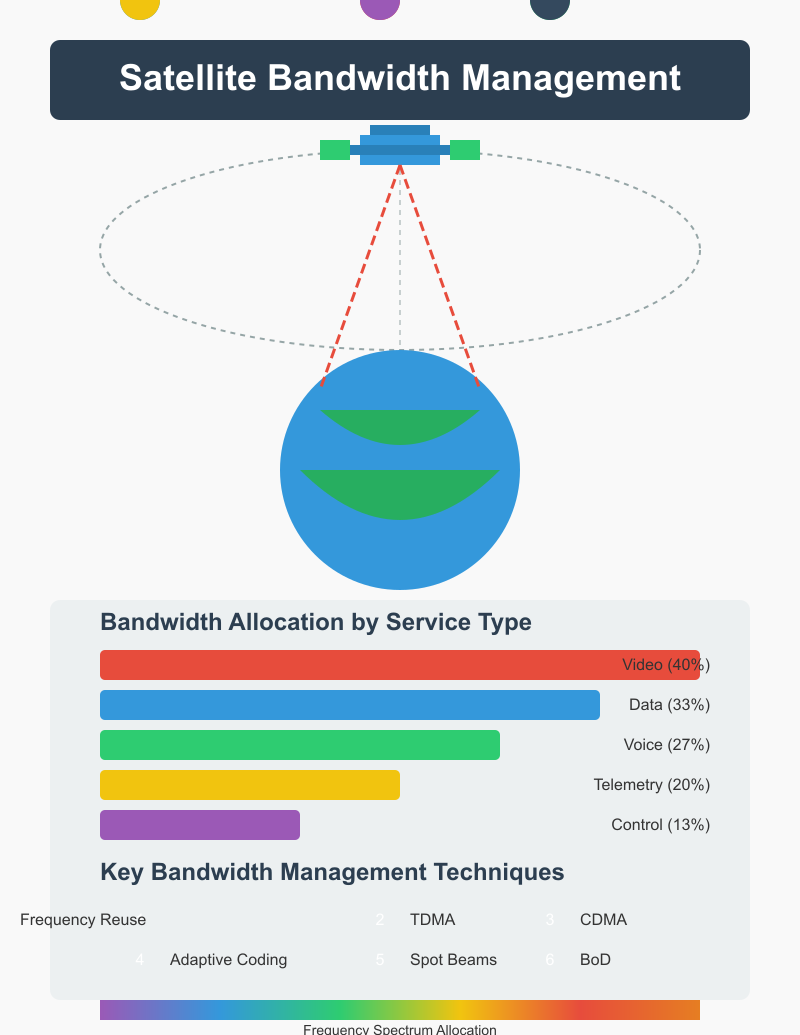 Satellite Bandwidth Management
Bandwidth Allocation by Service Type
Video (40%)
Data (33%)
Voice (27%)
Telemetry (20%)
Control (13%)
Key Bandwidth Management Techniques
Frequency Reuse 2 TDMA 3 CDMA
4 Adaptive Coding 5 Spot Beams 6 BoD
Frequency Spectrum Allocation